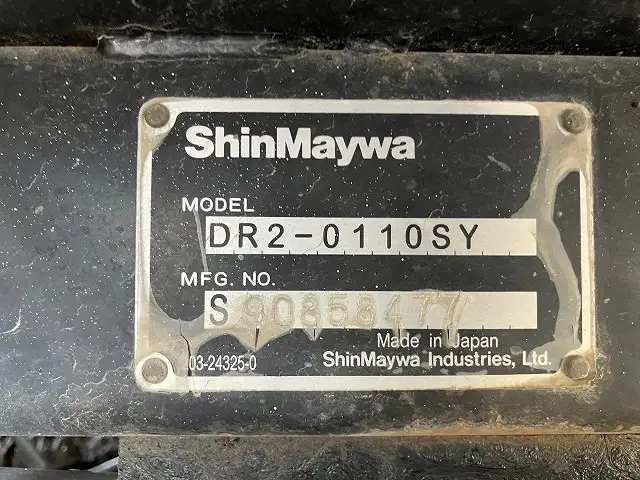 ShinMaywa
MODEL
DR2-0110SY
MFG. NO.
S 90858477
Made in Japan
03-24325-0 ShinMaywa Industries, Ltd.